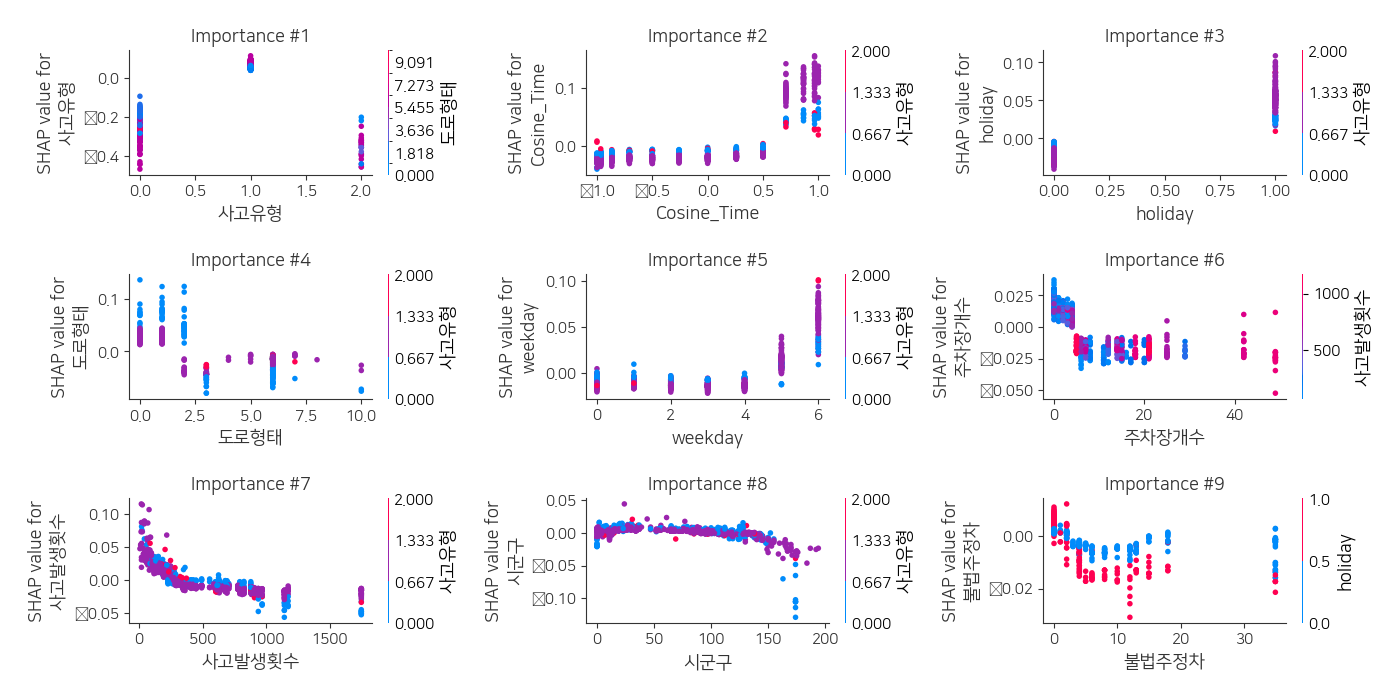 Importance #1
SHAP value for
사고유형
0.0
0.2
0.4
0.0 0.5 1.0 1.5 2.0
사고유형
9.091
7.273
5.455
3.636
1.818
0.000
도로형태
Importance #2
SHAP value for
Cosine_Time
0.1
0.0
1.0 0.5 0.0 0.5 1.0
Cosine_Time
2.000
1.333
0.667
0.000
사고유형
Importance #3
SHAP value for
holiday
0.10
0.05
0.00
0.00 0.25 0.50 0.75 1.00
holiday
2.000
1.333
0.667
0.000
사고유형
Importance #4
SHAP value for
도로형태
0.1
0.0
0.0 2.5 5.0 7.5 10.0
도로형태
2.000
1.333
0.667
0.000
사고유형
Importance #5
SHAP value for
weekday
0.10
0.05
0.00
0 2 4 6
weekday
2.000
1.333
0.667
0.000
사고유형
Importance #6
SHAP value for
주차장개수
0.025
0.000
0.025
0.050
0 20 40
주차장개수
1000
500
사고발생횟수
Importance #7
SHAP value for
사고발생횟수
0.10
0.05
0.00
0.05
0 500 1000 1500
사고발생횟수
2.000
1.333
0.667
0.000
사고유형
Importance #8
SHAP value for
시군구
0.05
0.00
0.05
0.10
0 50 100 150 200
시군구
2.000
1.333
0.667
0.000
사고유형
Importance #9
SHAP value for
불법주정차
0.00
0.02
0 10 20 30
불법주정차
1.0
0.5
0.0
holiday